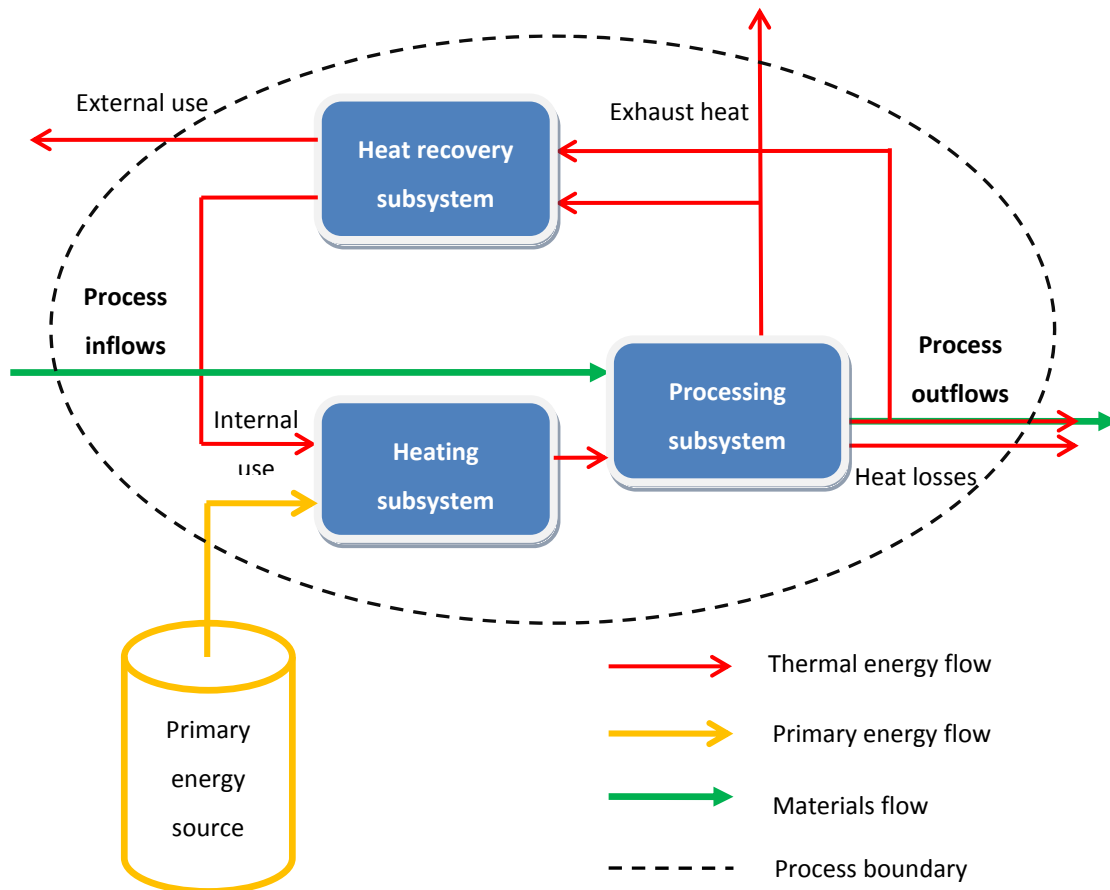 External use
Exhaust heat
Heat recovery
subsystem
Process
inflows
Processing
subsystem
Process
outflows
Internal
use
Heating
subsystem
Heat losses
Primary
energy
source
Thermal energy flow
Primary energy flow
Materials flow
Process boundary